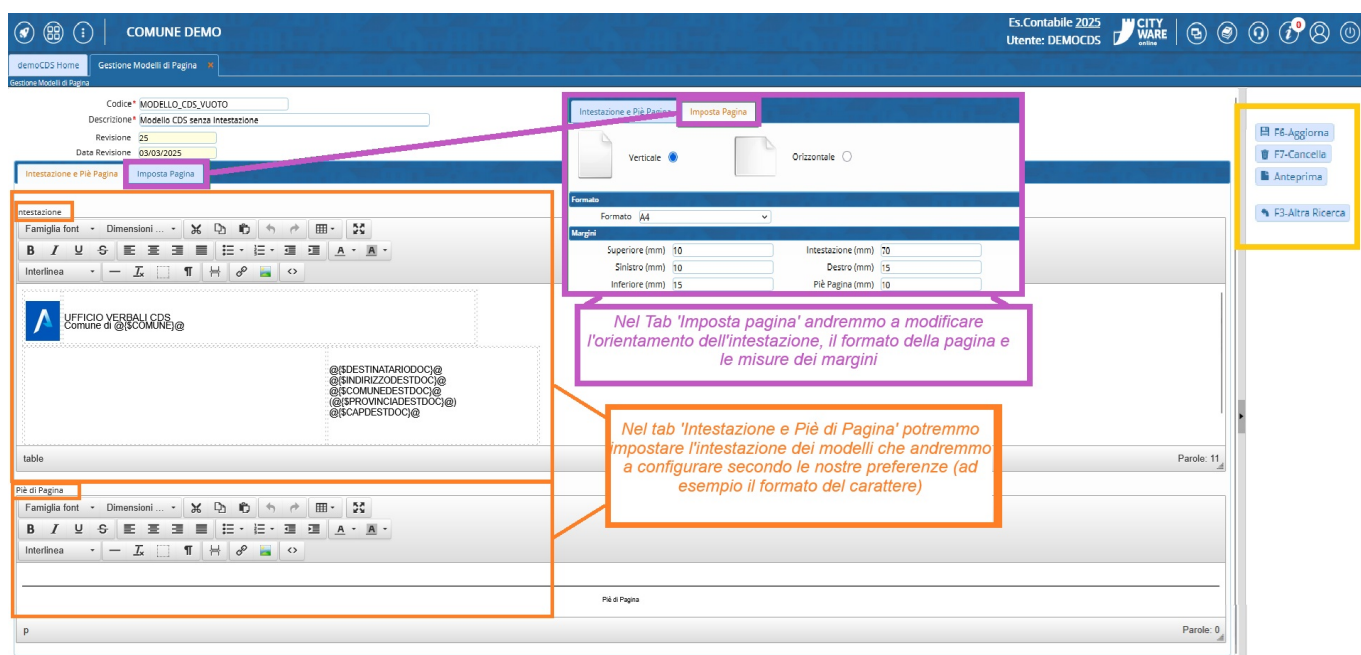 COMUNE DEMO
Es.Contabile 2025
Utente: DEMOCDS
CITY
WARE
online
0
demoCDS Home
Gestione Modelli di Pagina
Gestione Modelli di Pagina
Codice* MODELLO_CDS_VUOTO
Descrizione* Modello CDS senza Intestazione
Revisione 25
Data Revisione 03/03/2025
Intestazione e Piè Pagina
Imposta Pagina
Intestazione e Piè Pagina
Imposta Pagina
Verticale
Orizzontale
Formato
Formato A4
Margini
Superiore (mm) 10
Intestazione (mm) 70
Sinistro (mm) 10
Destro (mm) 15
Inferiore (mm) 15
Piè Pagina (mm) 10
F6-Aggiorna
F7-Cancella
Anteprima
F3-Altra Ricerca
Intestazione
Famiglia font
Dimensioni ...
B I U S
A
A
Interlinea
UFFICIO VERBALI CDS
Comune di @{$COMUNE}@
@{$DESTINATARIODOC}@
@{$INDIRIZZODESTDOC}@
@{$COMUNEDESTDOC}@
(@{$PROVINCIADESTDOC}@)
@{$CAPDESTDOC}@
table
Parole: 11
Nel Tab 'Imposta pagina' andremmo a modificare
l'orientamento dell'intestazione, il formato della pagina e
le misure dei margini
Nel tab 'Intestazione e Piè di Pagina' potremmo
impostare l'intestazione dei modelli che andremmo
a configurare secondo le nostre preferenze (ad
esempio il formato del carattere)
Piè di Pagina
Famiglia font
Dimensioni ...
B I U S
A
A
Interlinea
Piè di Pagina
p
Parole: 0